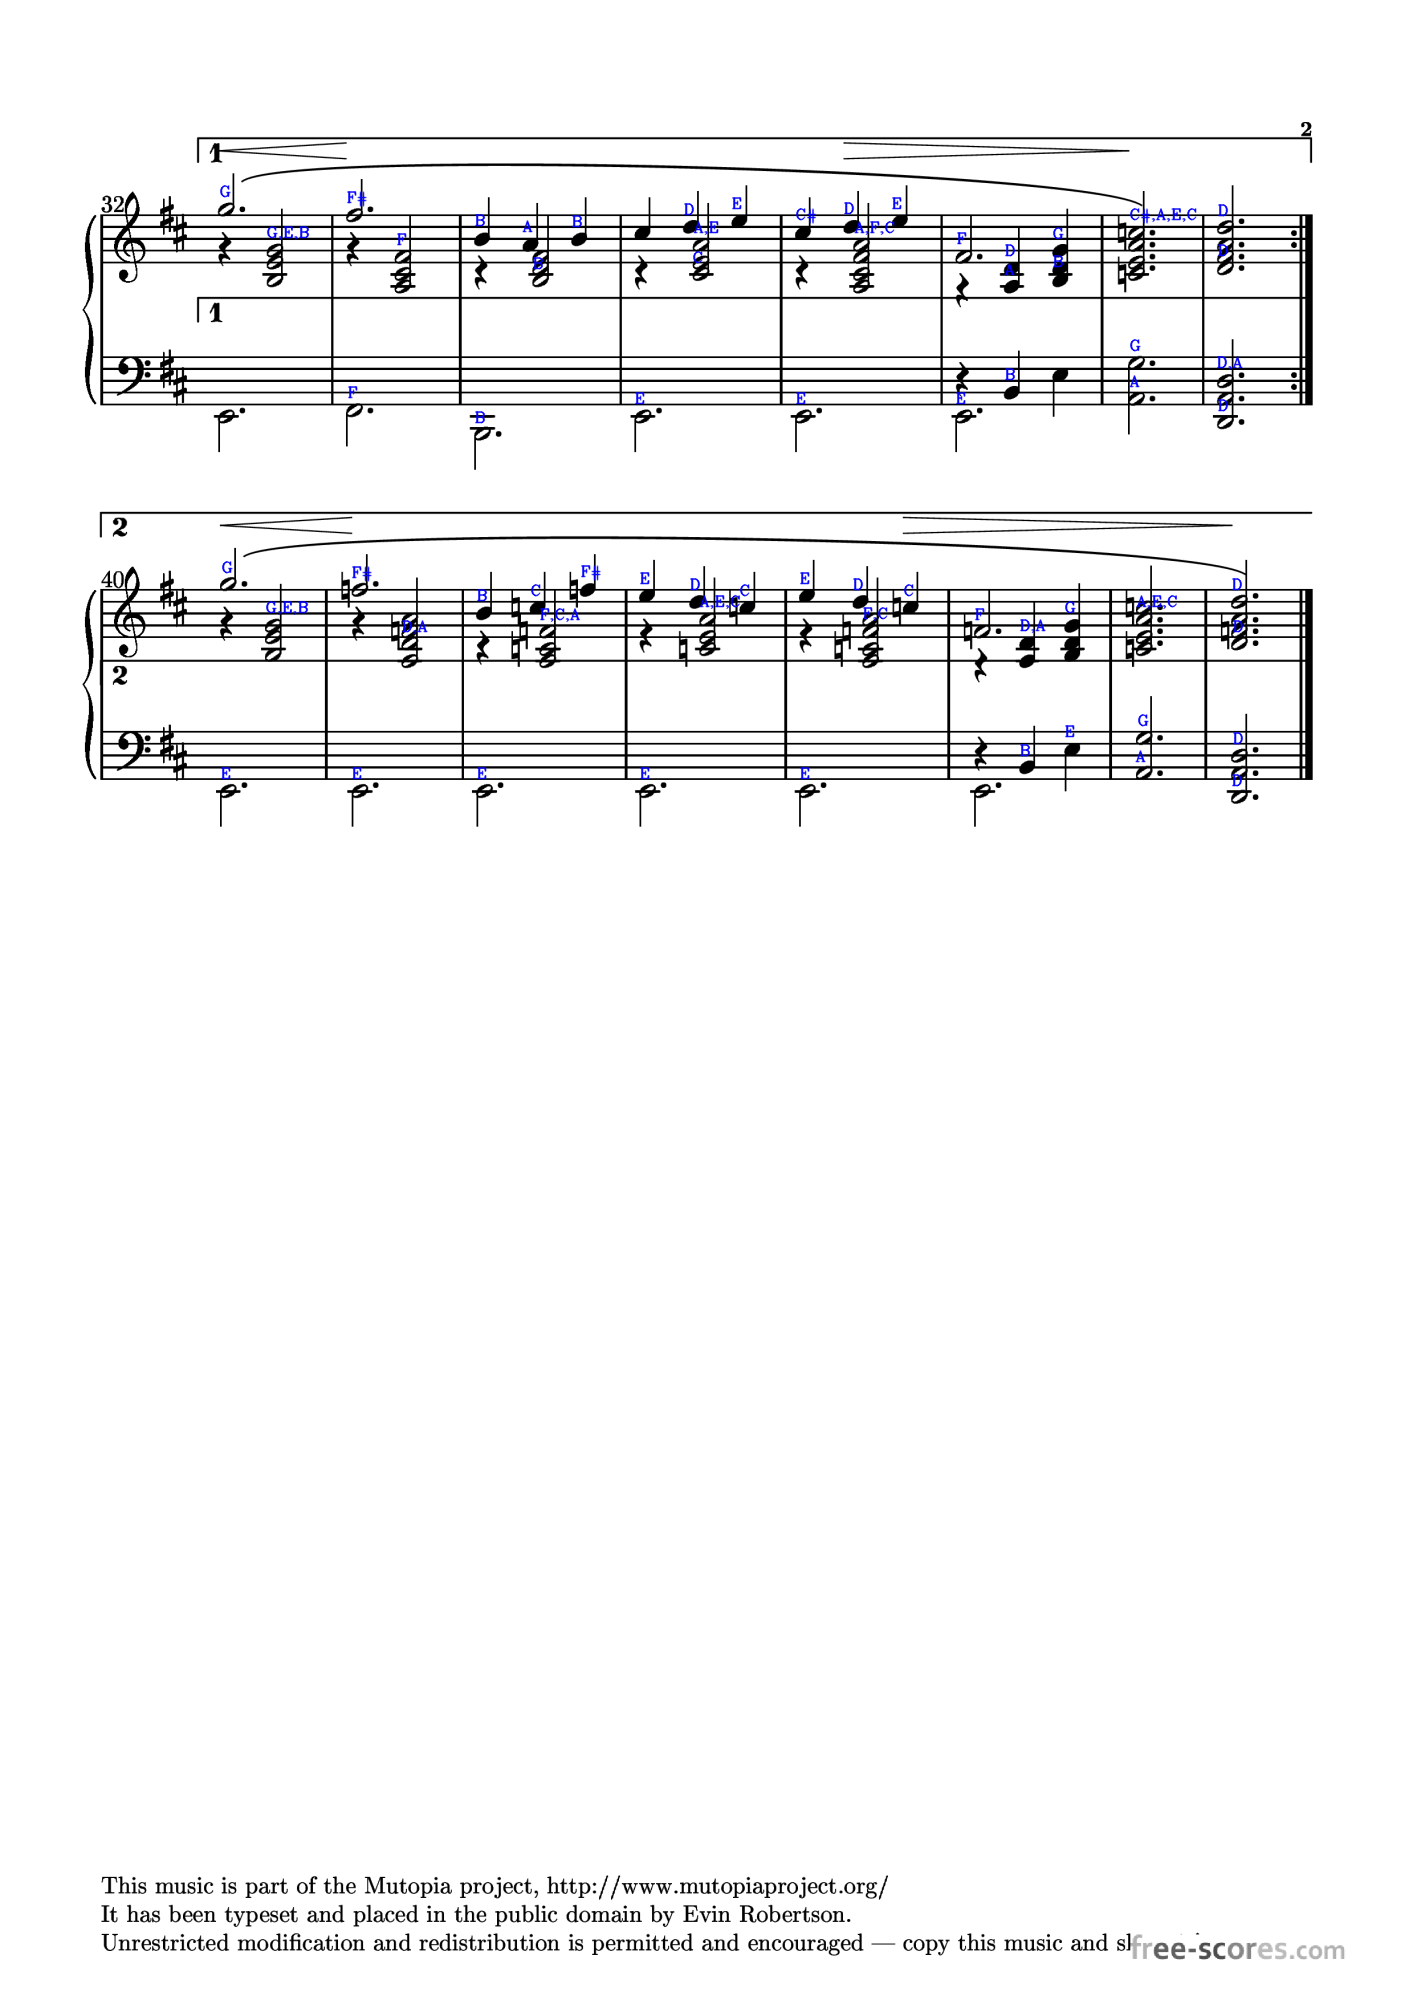 2
1
32
G
F#
B
A
B
D
E
C#
D
E
F
D
G
C#,A,E,C
D
G,E,B
F
A,E
A,F,C
1
G
D,A
F
B
E
E
E
B
A
D
D
2
40
G
F#
B
C
F#
E
D
C
E
D
C
F
D,A
G
A,E,C
D
G,E,B
D,A
F,C,A
A,E,C
F,C
2
G
D
E
E
E
E
E
B
E
A
D
This music is part of the Mutopia project, http://www.mutopiaproject.org/
It has been typeset and placed in the public domain by Evin Robertson.
Unrestricted modification and redistribution is permitted and encouraged — copy this music and
free-scores.com